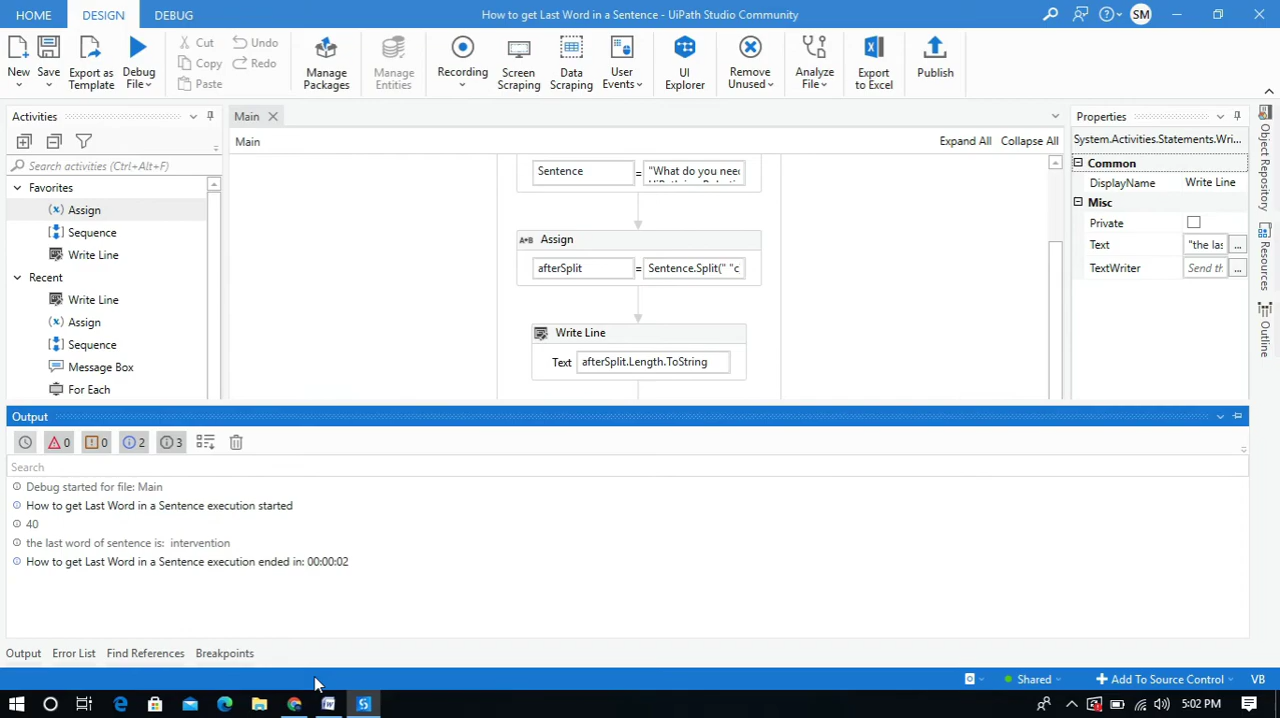 HOME DESIGN DEBUG How to get Last Word in a Sentence - UiPath Studio Community SM
New Save Export as Template Debug File Cut Copy Paste Undo Redo Manage Packages Manage Entities Recording Screen Scraping Data Scraping User Events UI Explorer Remove Unused Analyze File Export to Excel Publish
Activities
Search activities (Ctrl+Alt+F)
Favorites
Assign
Sequence
Write Line
Recent
Write Line
Assign
Sequence
Message Box
For Each
Main
Main Expand All Collapse All
Sentence = "What do you need
A+B Assign
afterSplit = Sentence.Split(" "c
Write Line
Text afterSplit.Length.ToString
Properties
System.Activities.Statements.Wri...
Common
DisplayName Write Line
Misc
Private
Text "the las ...
TextWriter Send th ...
Object Repository
Resources
Outline
Output
0 0 2 3
Search
Debug started for file: Main
How to get Last Word in a Sentence execution started
40
the last word of sentence is: intervention
How to get Last Word in a Sentence execution ended in: 00:00:02
Output Error List Find References Breakpoints
Shared Add To Source Control VB
5:02 PM